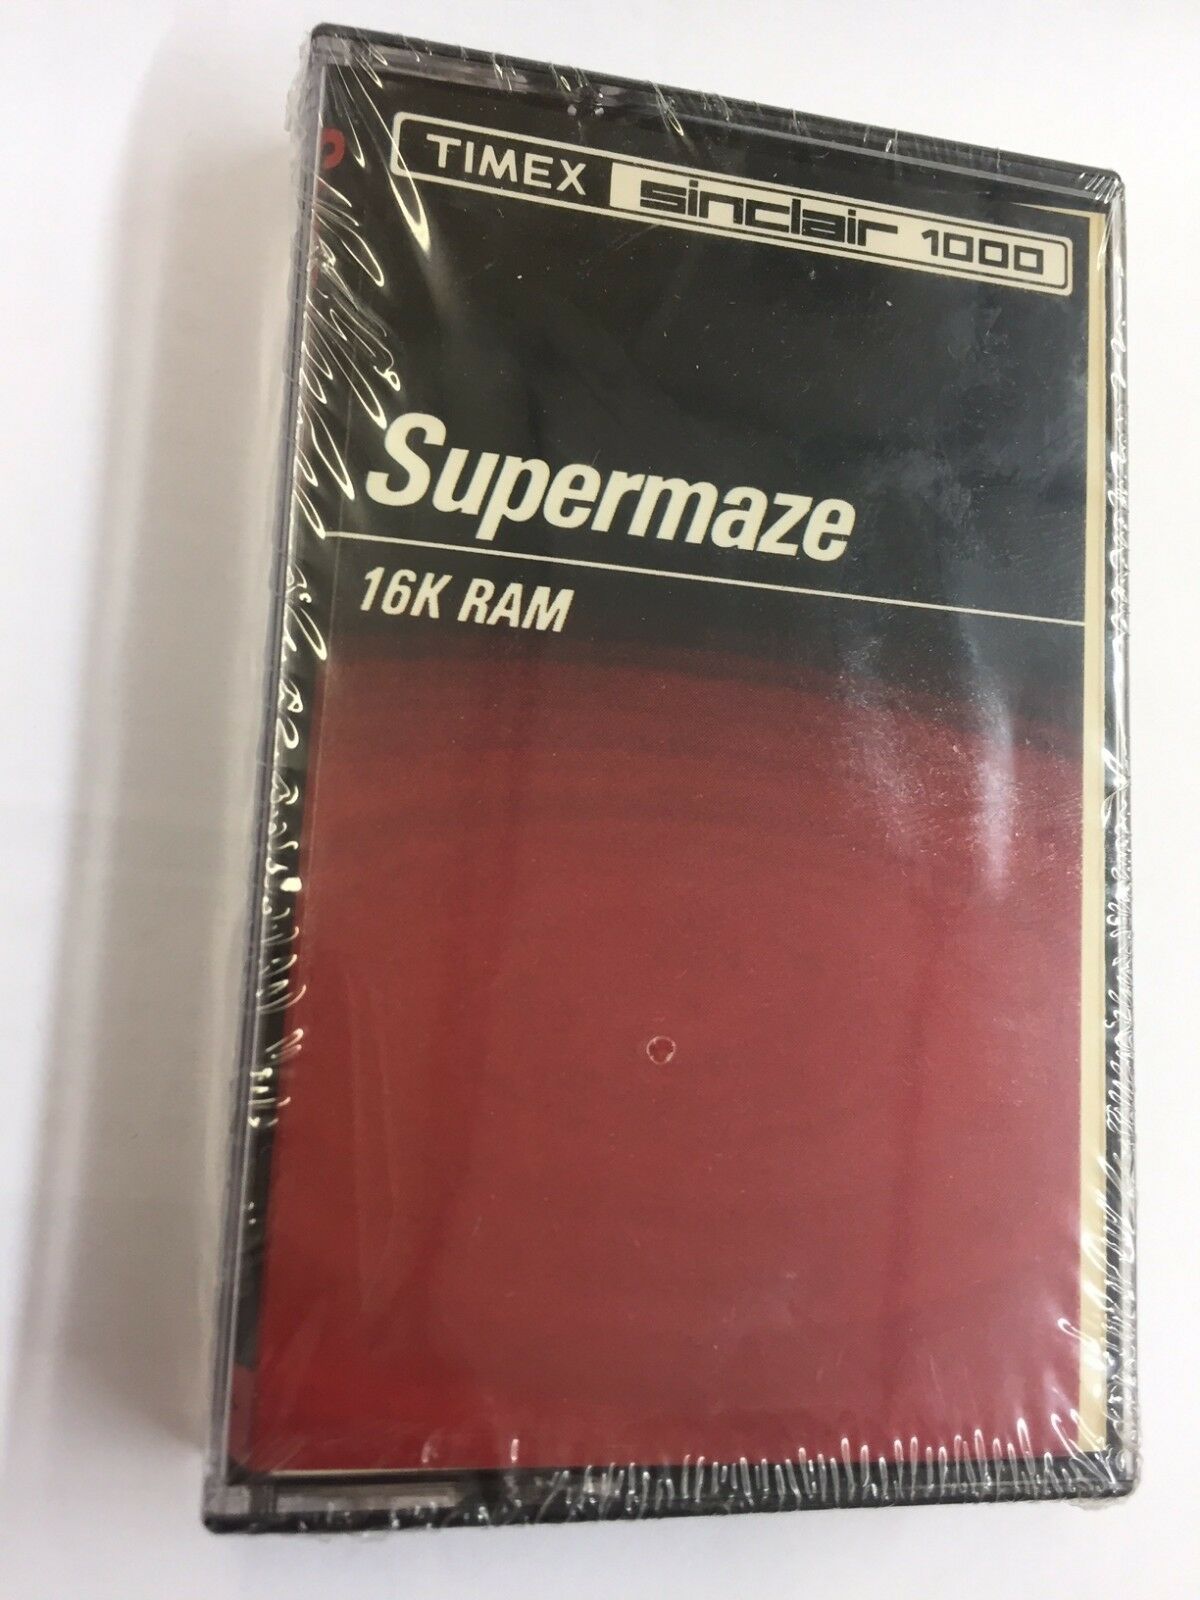 TIMEX sinclair 1000
Supermaze
16K RAM